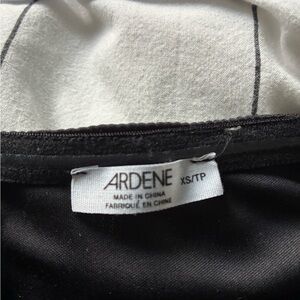 ARDENE XS/TP
MADE IN CHINA
FABRIQUÉ EN CHINE